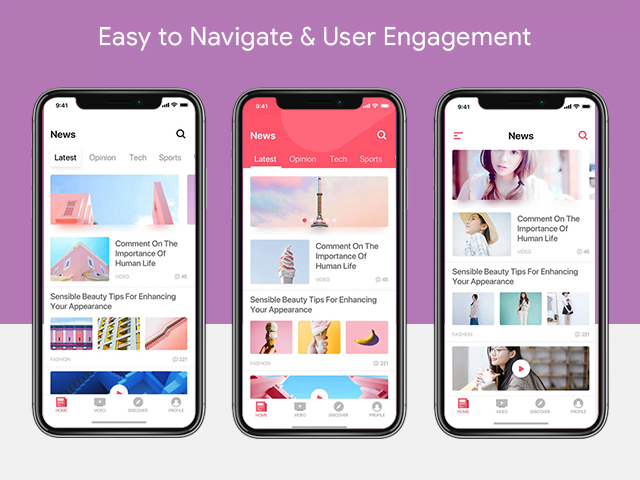 Easy to Navigate & User Engagement
9:41
News
Latest Opinion Tech Sports
Comment On The
Importance Of
Human Life
VIDEO 45
Sensible Beauty Tips For Enhancing
Your Appearance
FASHION 221
HOME VIDEO DISCOVER PROFILE
9:41
News
Latest Opinion Tech Sports
Comment On The
Importance Of
Human Life
VIDEO 45
Sensible Beauty Tips For Enhancing
Your Appearance
FASHION 221
HOME VIDEO DISCOVER PROFILE
9:41
News
Comment On The
Importance Of
Human Life
VIDEO 45
Sensible Beauty Tips For Enhancing
Your Appearance
FASHION 221
HOME VIDEO DISCOVER PROFILE